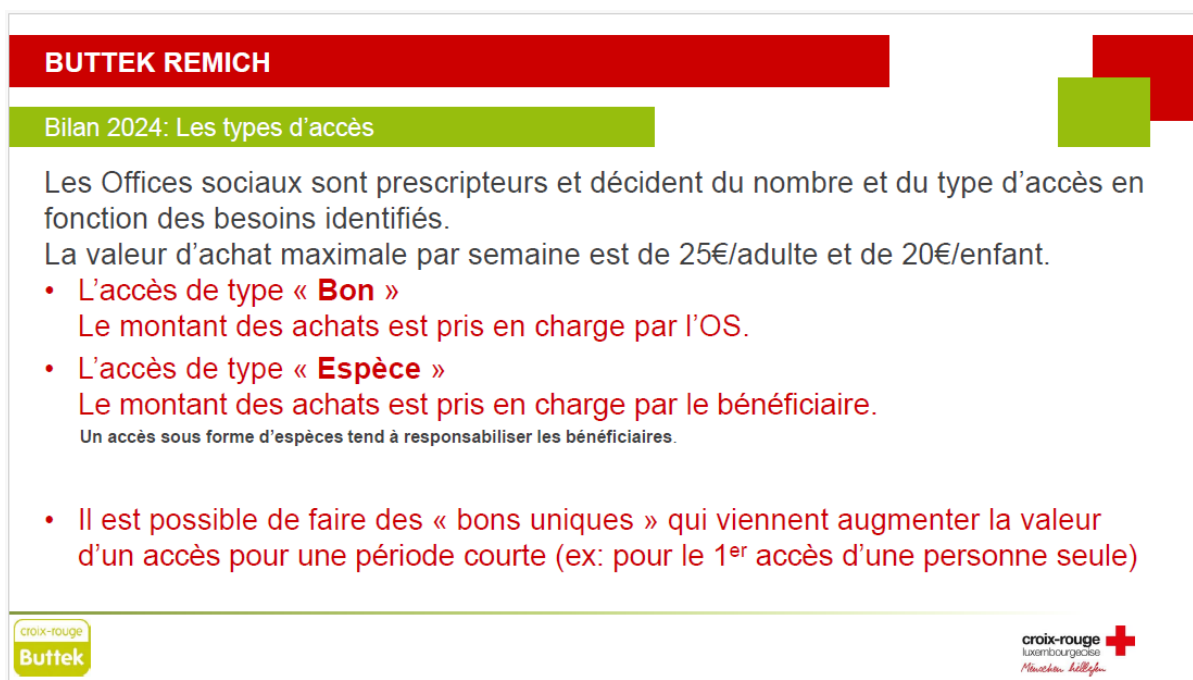 BUTTEK REMICH
Bilan 2024: Les types d’accès
Les Offices sociaux sont prescripteurs et décident du nombre et du type d’accès en
fonction des besoins identifiés.
La valeur d’achat maximale par semaine est de 25€/adulte et de 20€/enfant.
• L’accès de type « Bon »
Le montant des achats est pris en charge par l’OS.
• L’accès de type « Espèce »
Le montant des achats est pris en charge par le bénéficiaire.
Un accès sous forme d’espèces tend à responsabiliser les bénéficiaires.
• Il est possible de faire des « bons uniques » qui viennent augmenter la valeur
d’un accès pour une période courte (ex: pour le 1er accès d’une personne seule)
croix-rouge
Buttek
croix-rouge
luxembourgeoise
Mënschen hëllefen